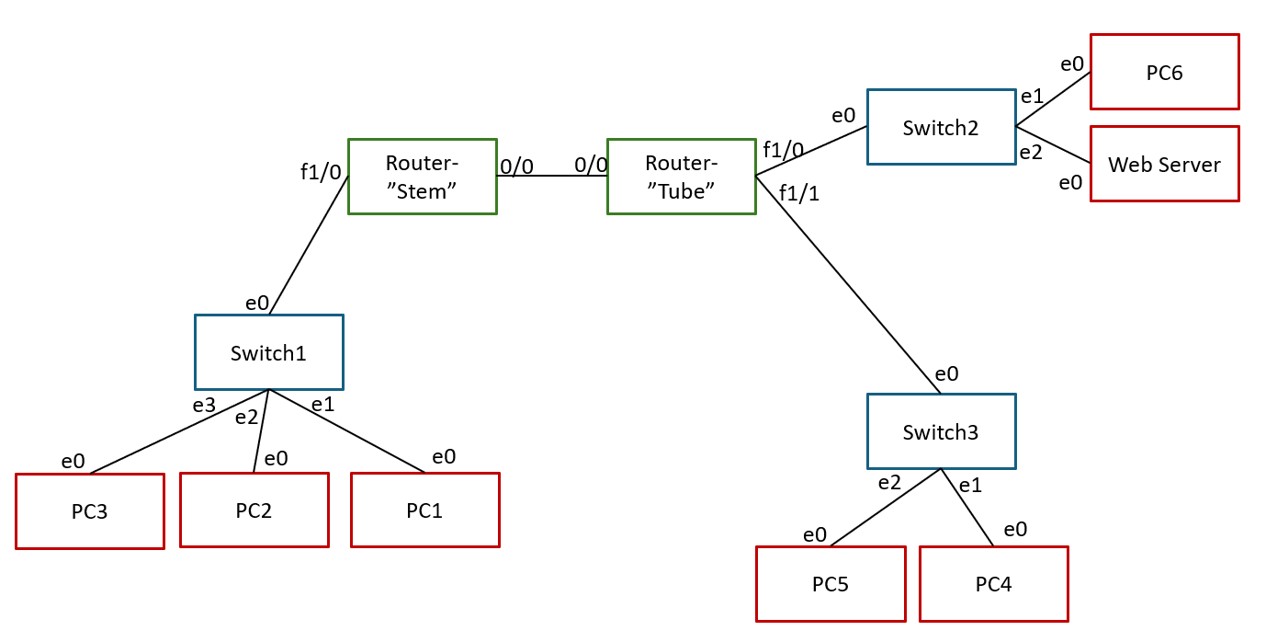 e0
PC6
e1
e0
Switch2
f1/0
e2
Web Server
e0
f1/0
Router-
”Stem”
0/0
0/0
Router-
”Tube”
f1/1
e0
Switch1
e3
e2
e1
e0
e0
e0
PC3
PC2
PC1
e0
Switch3
e2
e1
e0
e0
PC5
PC4